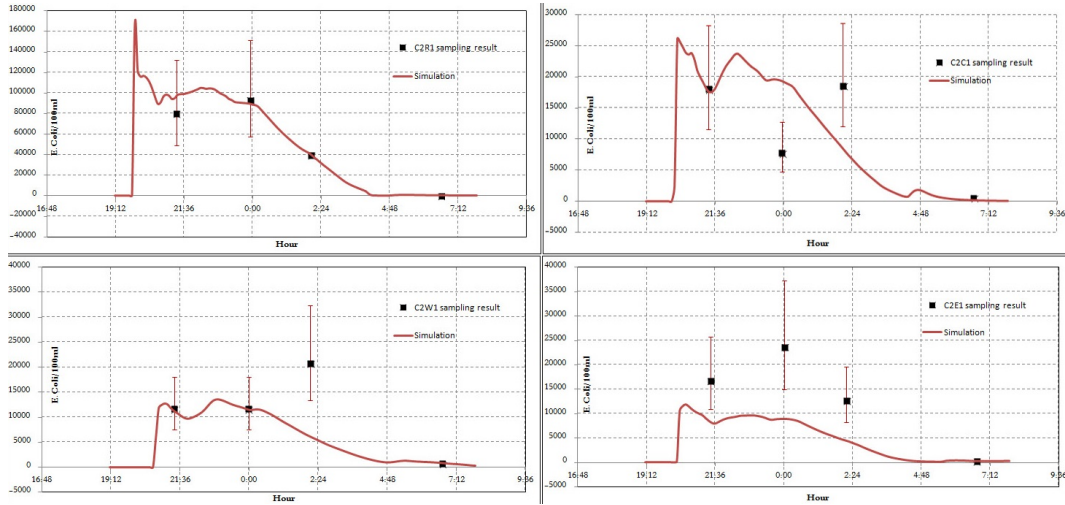 180000
160000
140000
120000
100000
80000
60000
40000
20000
0
−20000
−40000
E.Coli/100ml
C2R1 sampling result
Simulation
16:48 19:12 21:36 0:00 2:24 4:48 7:12 9:36
Hour
30000
25000
20000
15000
10000
5000
0
−5000
E.Coli/100ml
C2C1 sampling result
Simulation
16:48 19:12 21:36 0:00 2:24 4:48 7:12 9:36
Hour
40000
35000
30000
25000
20000
15000
10000
5000
0
−5000
E.Coli/100ml
C2W1 sampling result
Simulation
16:48 19:12 21:36 0:00 2:24 4:48 7:12 9:36
Hour
40000
35000
30000
25000
20000
15000
10000
5000
0
−5000
E.Coli/100ml
C2E1 sampling result
Simulation
16:48 19:12 21:36 0:00 2:24 4:48 7:12 9:36
Hour